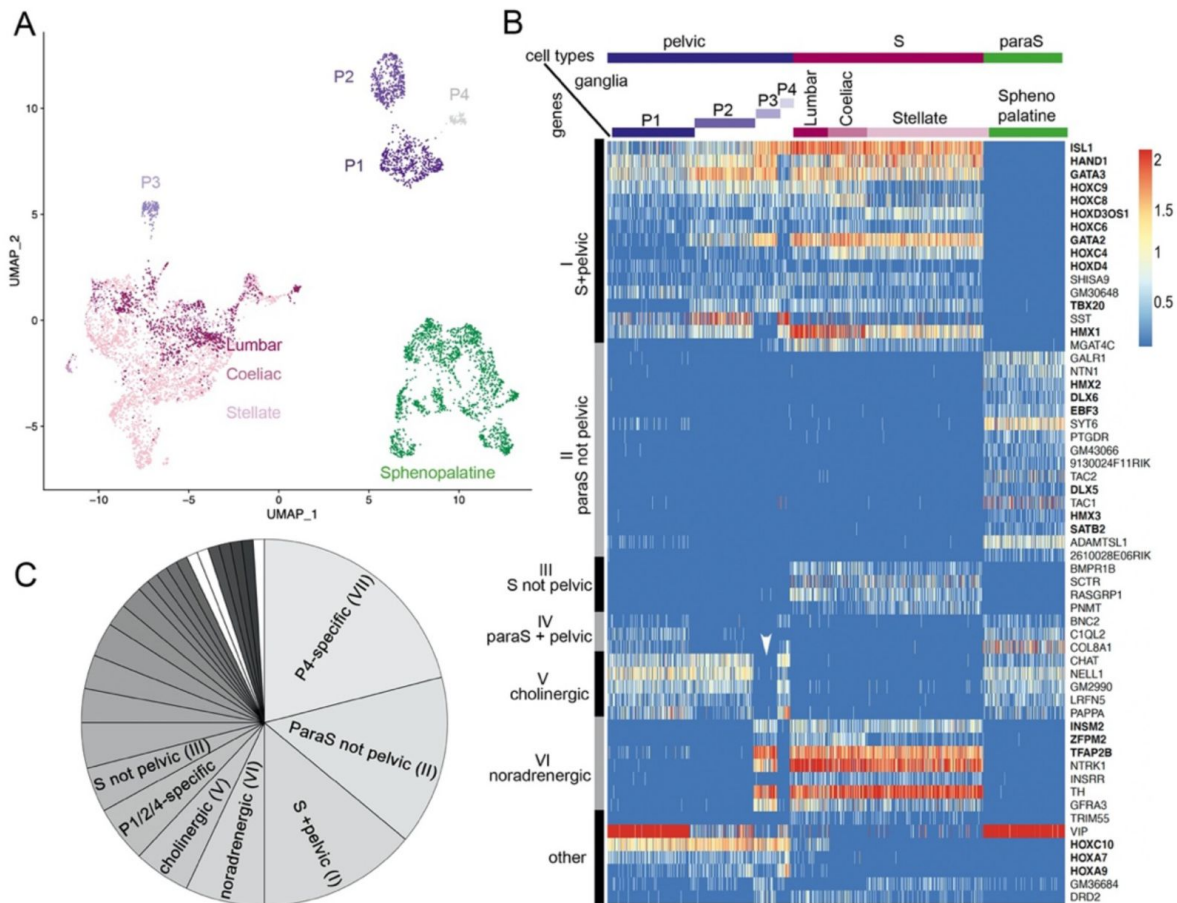 A
P2
P4
P1
P3
Lumbar
Coeliac
Stellate
Sphenopalatine
UMAP_2
10
5
0
−5
−10
−5
0
5
10
UMAP_1
B
pelvic
S
paraS
cell types
ganglia
genes
P1
P2
P3
P4
Lumbar
Coeliac
Stellate
Spheno
palatine
I
S+pelvic
II
paraS not pelvic
III
S not pelvic
IV
paraS + pelvic
V
cholinergic
VI
noradrenergic
other
ISL1
HAND1
GATA3
HOXC9
HOXC8
HOXD3OS1
HOXC6
GATA2
HOXC4
HOXD4
SHISA9
GM30648
TBX20
SST
HMX1
MGAT4C
GALR1
NTN1
HMX2
DLX6
EBF3
SYT6
PTGDR
GM43066
9130024F11RIK
TAC2
DLX5
TAC1
HMX3
SATB2
ADAMTSL1
2610028E06RIK
BMPR1B
SCTR
RASGRP1
PNMT
BNC2
C1QL2
COL8A1
CHAT
NELL1
GM2990
LRFN5
PAPPA
INSM2
ZFPM2
TFAP2B
NTRK1
INSRR
TH
GFRA3
TRIM55
VIP
HOXC10
HOXA7
HOXA9
GM36684
DRD2
2
1.5
1
0.5
C
P4-specific (VII)
ParaS not pelvic (II)
S +pelvic (I)
noradrenergic (VI)
cholinergic (V)
P1/2/4-specific
S not pelvic (III)